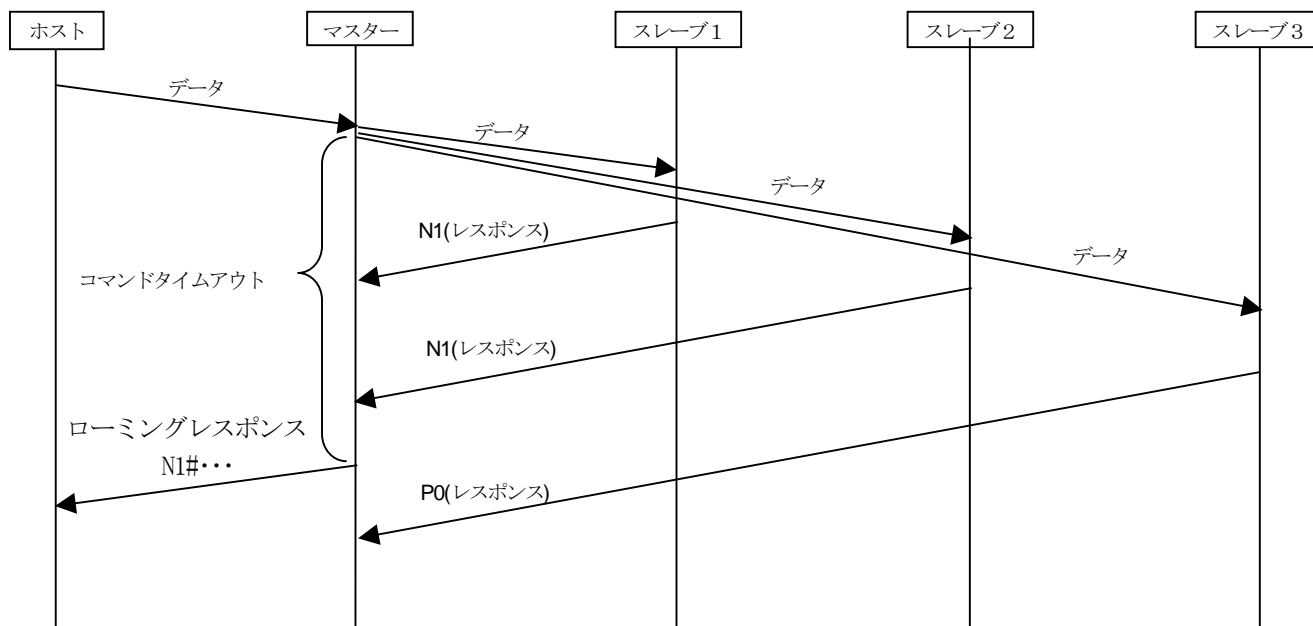 ホスト
マスター
スレーブ1
スレーブ2
スレーブ3
データ
データ
データ
N1(レスポンス)
データ
コマンドタイムアウト
N1(レスポンス)
ローミングレスポンス
N1#･･･
P0(レスポンス)